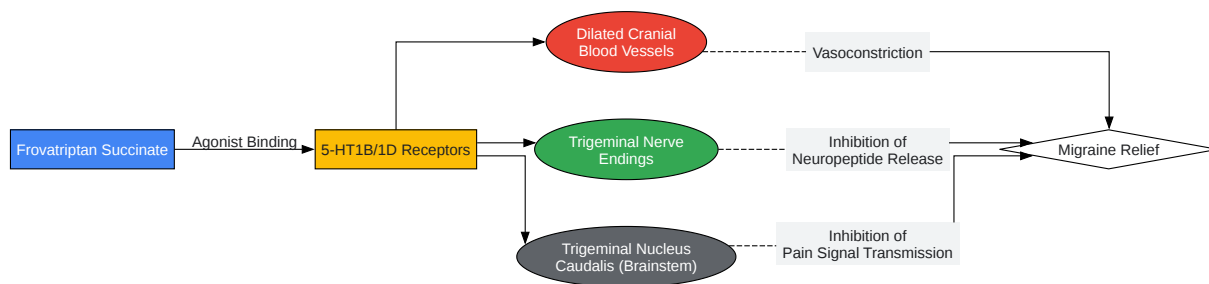 Dilated Cranial
Blood Vessels
Vasoconstriction
Frovatriptan Succinate
Agonist Binding
5-HT1B/1D Receptors
Trigeminal Nerve
Endings
Inhibition of
Neuropeptide Release
Migraine Relief
Trigeminal Nucleus
Caudalis (Brainstem)
Inhibition of
Pain Signal Transmission